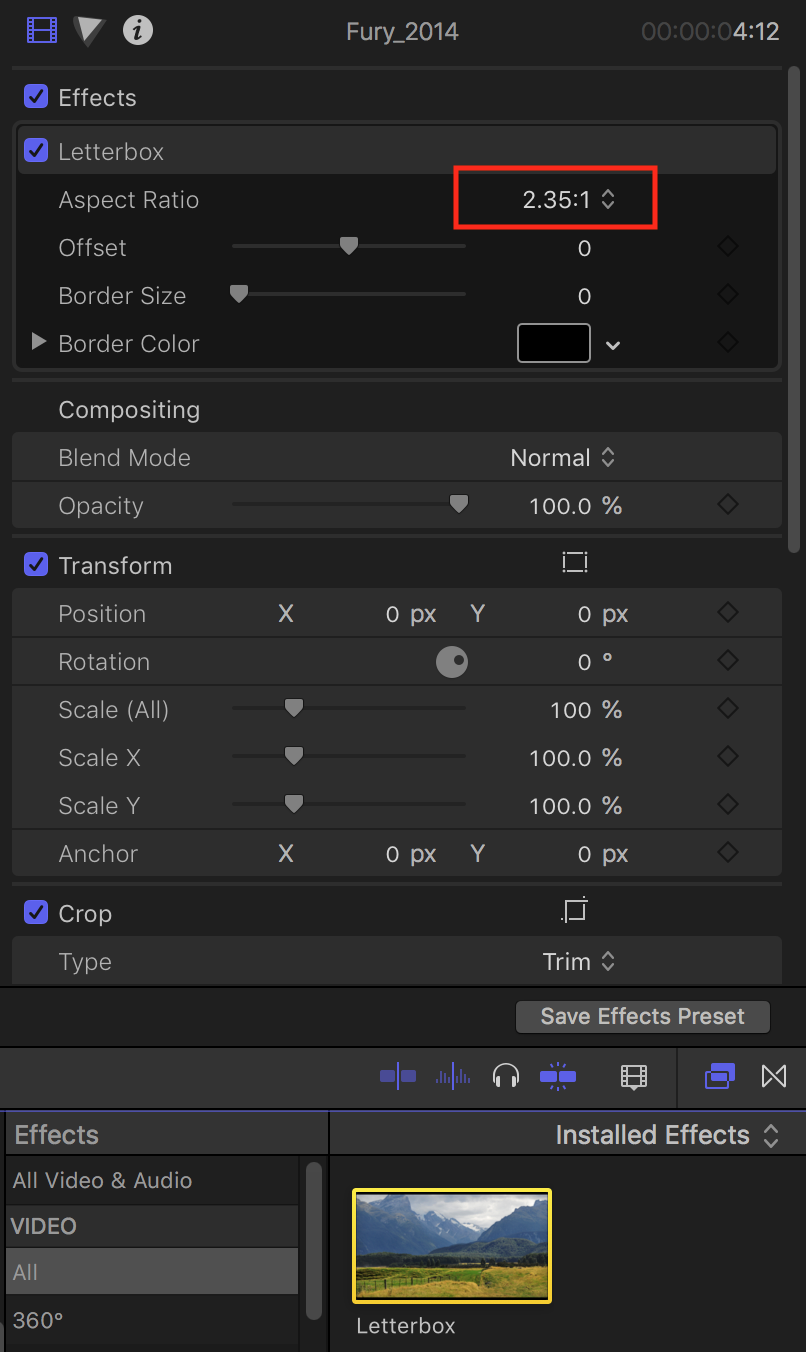 Fury_2014 00:00:04:12
Effects
Letterbox
Aspect Ratio 2.35:1
Offset 0
Border Size 0
Border Color
Compositing
Blend Mode Normal
Opacity 100.0 %
Transform
Position X 0 px Y 0 px
Rotation 0 °
Scale (All) 100 %
Scale X 100.0 %
Scale Y 100.0 %
Anchor X 0 px Y 0 px
Crop
Type Trim
Save Effects Preset
Effects Installed Effects
All Video & Audio
VIDEO
All
360°
Letterbox